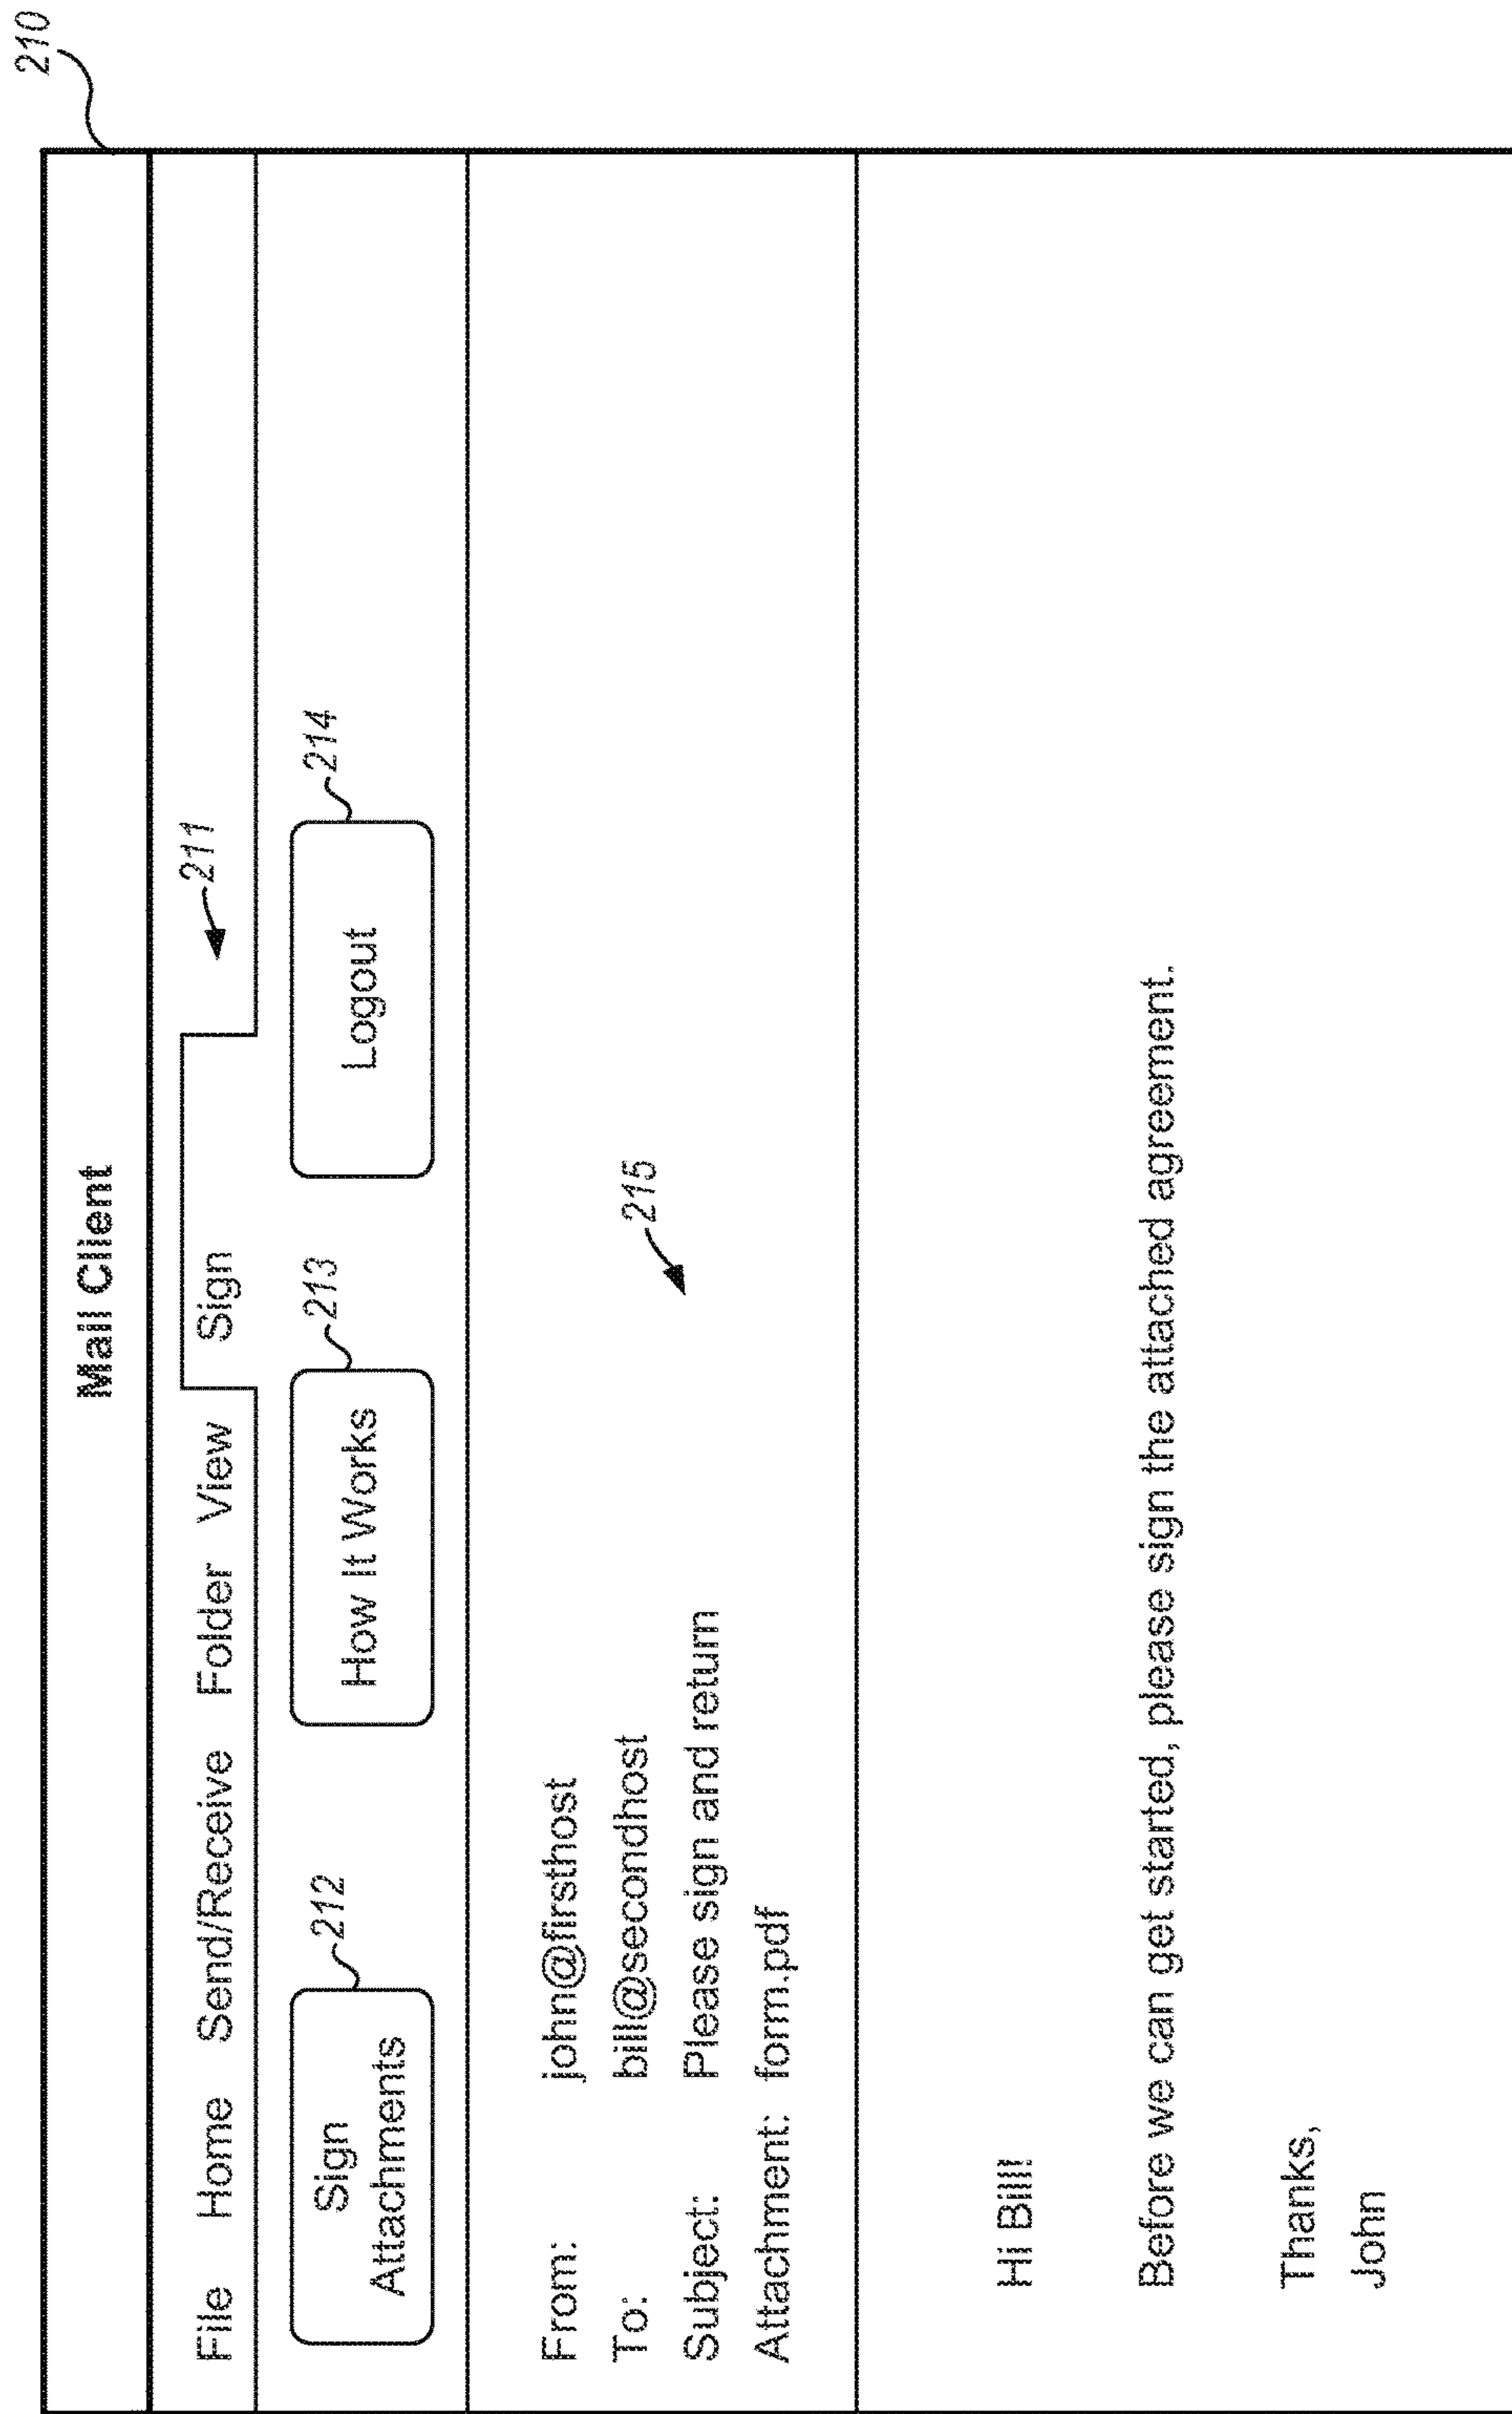 210
Mail Client
File Home Send/Receive Folder View Sign 211
Sign Attachments 212
How It Works 213
Logout 214
From: john@firsthost
To: bill@secondhost
215
Subject: Please sign and return
Attachment: form.pdf
Hi Bill!
Before we can get started, please sign the attached agreement.
Thanks,
John